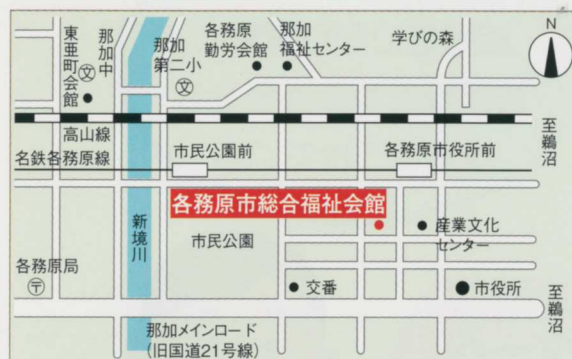 東亜町会館
那加中
文
那加
第二小
文
各務原
勤労会館
那加
福祉センター
学びの森
N
高山線
至鵜沼
名鉄各務原線
市民公園前
各務原市役所前
各務原市総合福祉会館
新境川
市民公園
産業文化
センター
各務原局
〒
交番
市役所
至鵜沼
那加メインロード
(旧国道21号線)